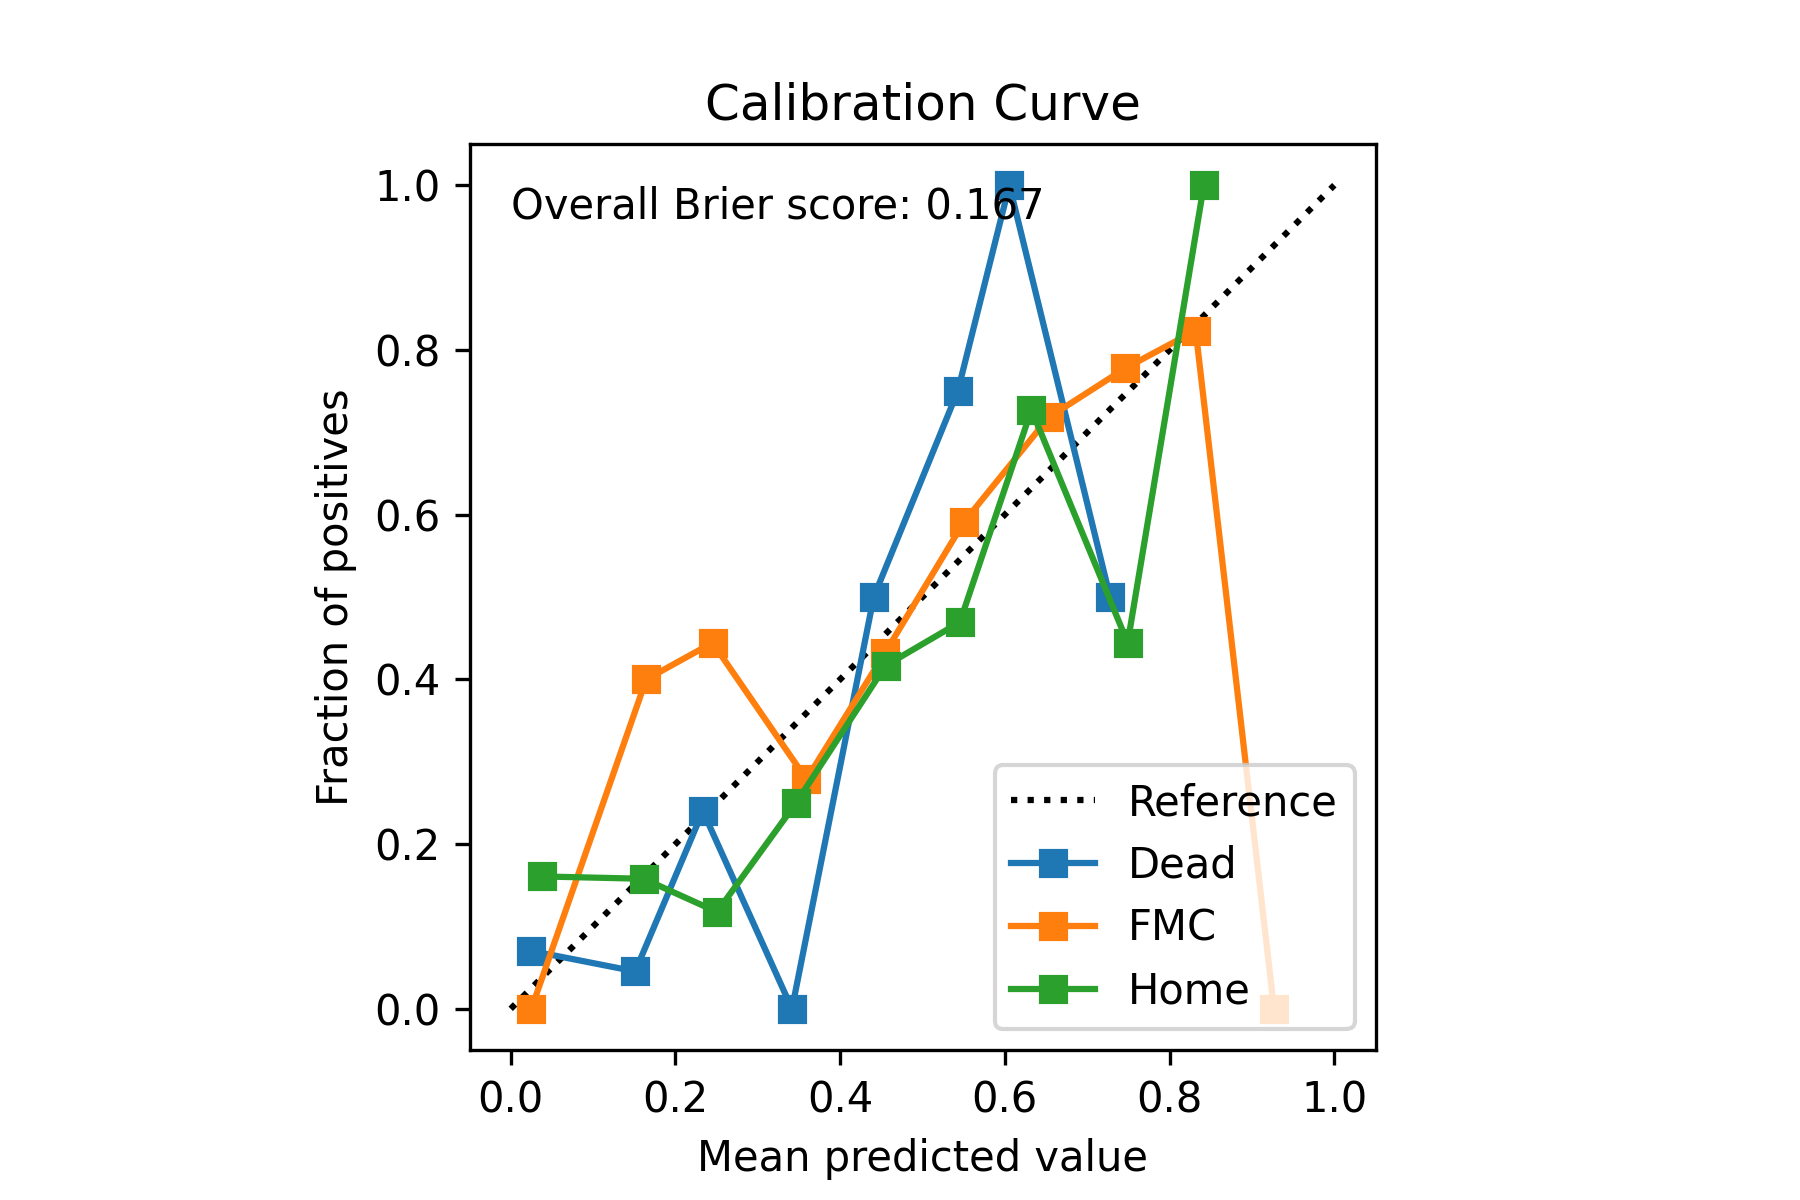 Calibration Curve
Overall Brier score: 0.167
Fraction of positives
1.0
0.8
0.6
0.4
0.2
0.0
Reference
Dead
FMC
Home
0.0 0.2 0.4 0.6 0.8 1.0
Mean predicted value